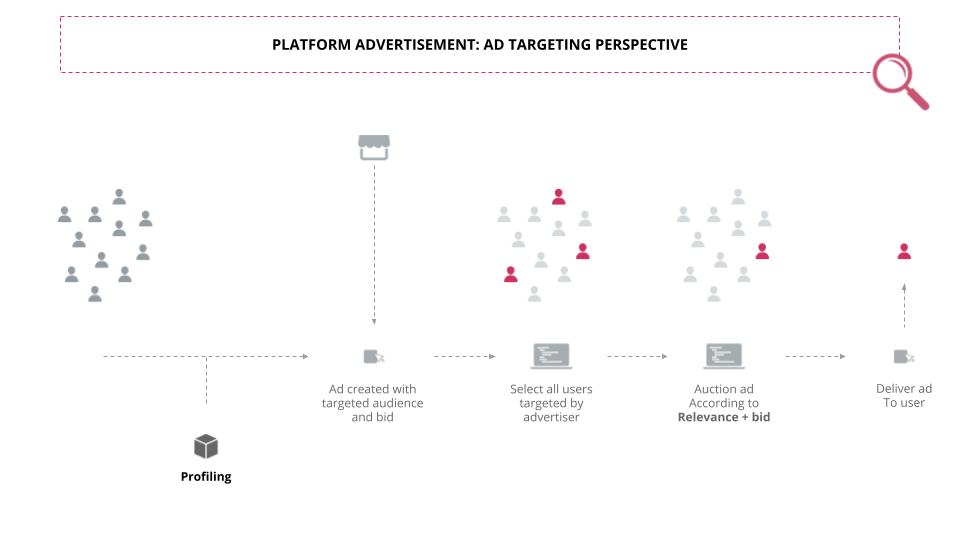 PLATFORM ADVERTISEMENT: AD TARGETING PERSPECTIVE
Ad created with
targeted audience
and bid
Select all users
targeted by
advertiser
Auction ad
According to
Relevance + bid
Deliver ad
To user
Profiling